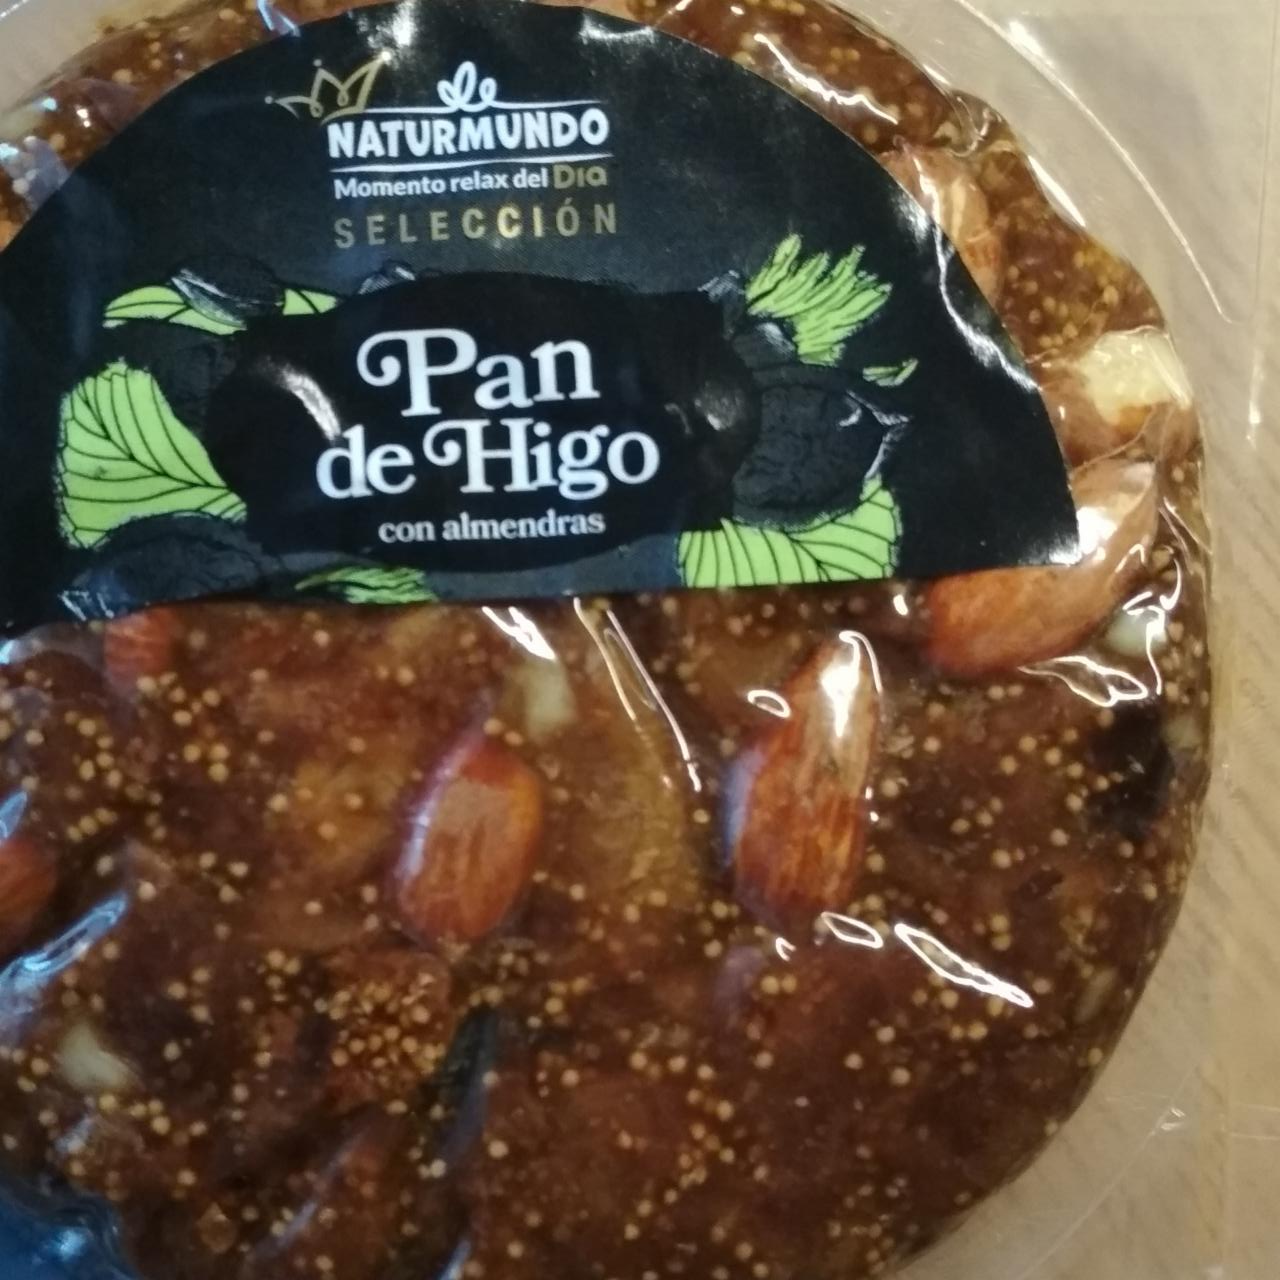 NATURMUNDO
Momento relax del Dia
SELECCIÓN
Pan
de Higo
con almendras